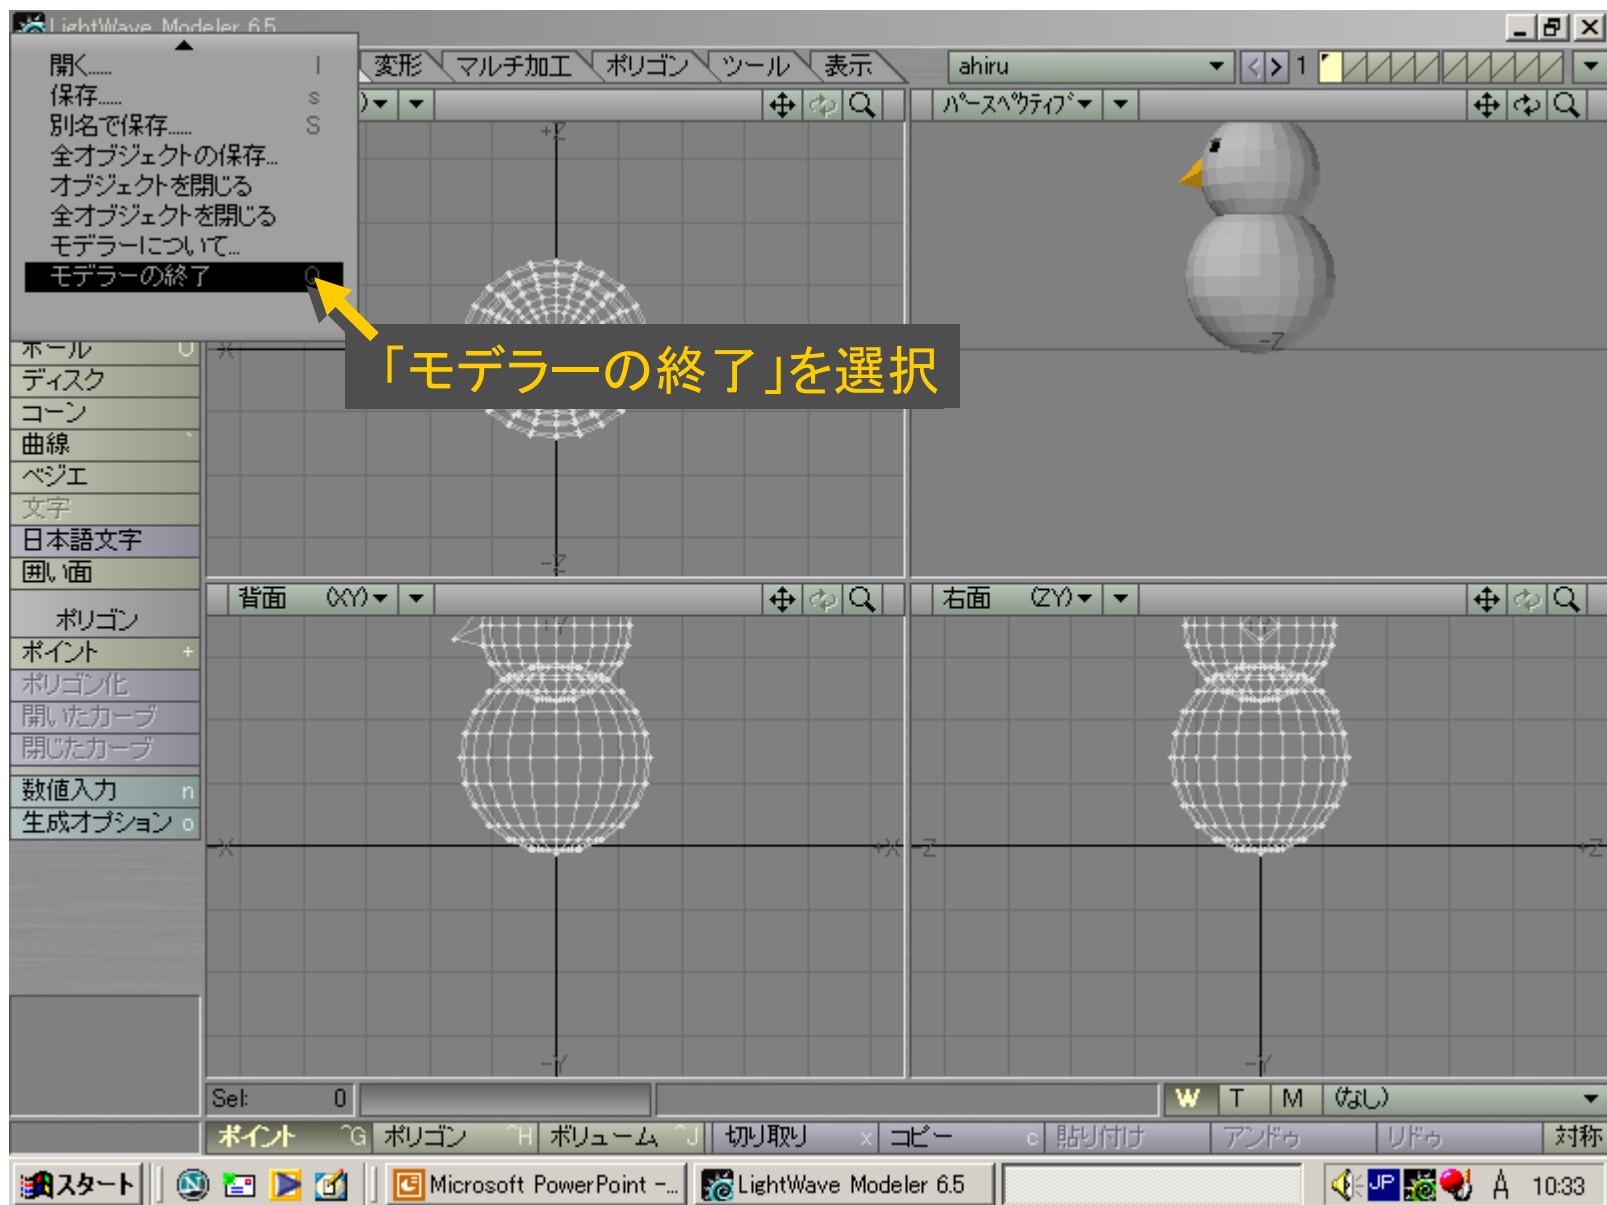 LightWave Modeler 6.5
開く..... l
保存..... s
別名で保存..... S
全オブジェクトの保存...
オブジェクトを閉じる
全オブジェクトを閉じる
モデラーについて...
モデラーの終了 Q
変形 マルチ加工 ポリゴン ツール 表示
ahiru
1
パースペクティブ
+Z
-Z
「モデラーの終了」を選択
-X
-Z
ボール O
ディスク
コーン
曲線 `
ベジエ
文字
日本語文字
囲い面
ポリゴン
ポイント +
ポリゴン化
開いたカーブ
閉じたカーブ
数値入力 n
生成オプション o
背面 (XY)
右面 (ZY)
+Y
+Y
-X +X
-Z +Z
-Y
-Y
Sel: 0
W T M (なし)
ポイント ^G ポリゴン ^H ボリューム ^J 切り取り x コピー c 貼り付け アンドゥ リドゥ 対称
スタート Microsoft PowerPoint -... LightWave Modeler 6.5 JP A 10:33